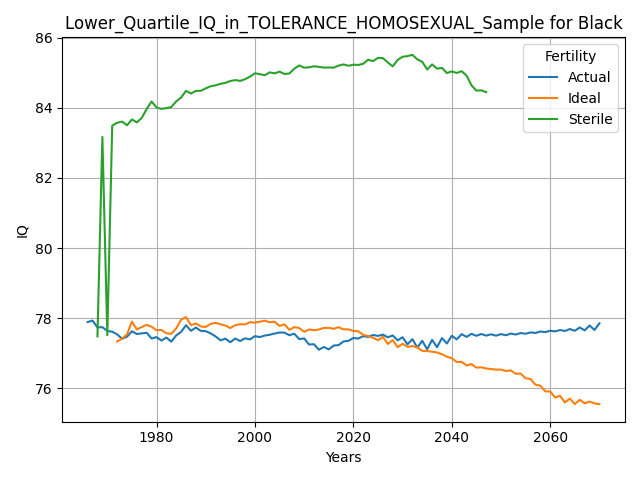 Lower_Quartile_IQ_in_TOLERANCE_HOMOSEXUAL_Sample for Black
86
84
82
80
78
76
IQ
Fertility
Actual
Ideal
Sterile
1980
2000
2020
2040
2060
Years